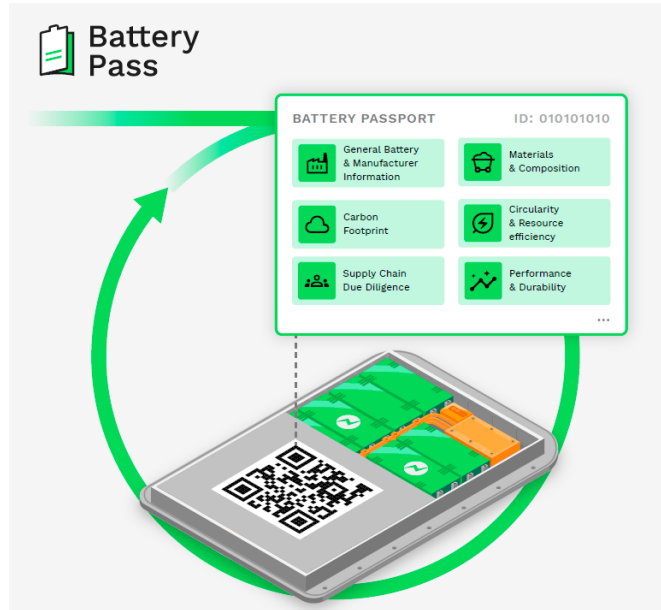 Battery
Pass
BATTERY PASSPORT ID: 010101010
General Battery
& Manufacturer
Information
Materials
& Composition
Carbon
Footprint
Circularity
& Resource
efficiency
Supply Chain
Due Diligence
Performance
& Durability
...